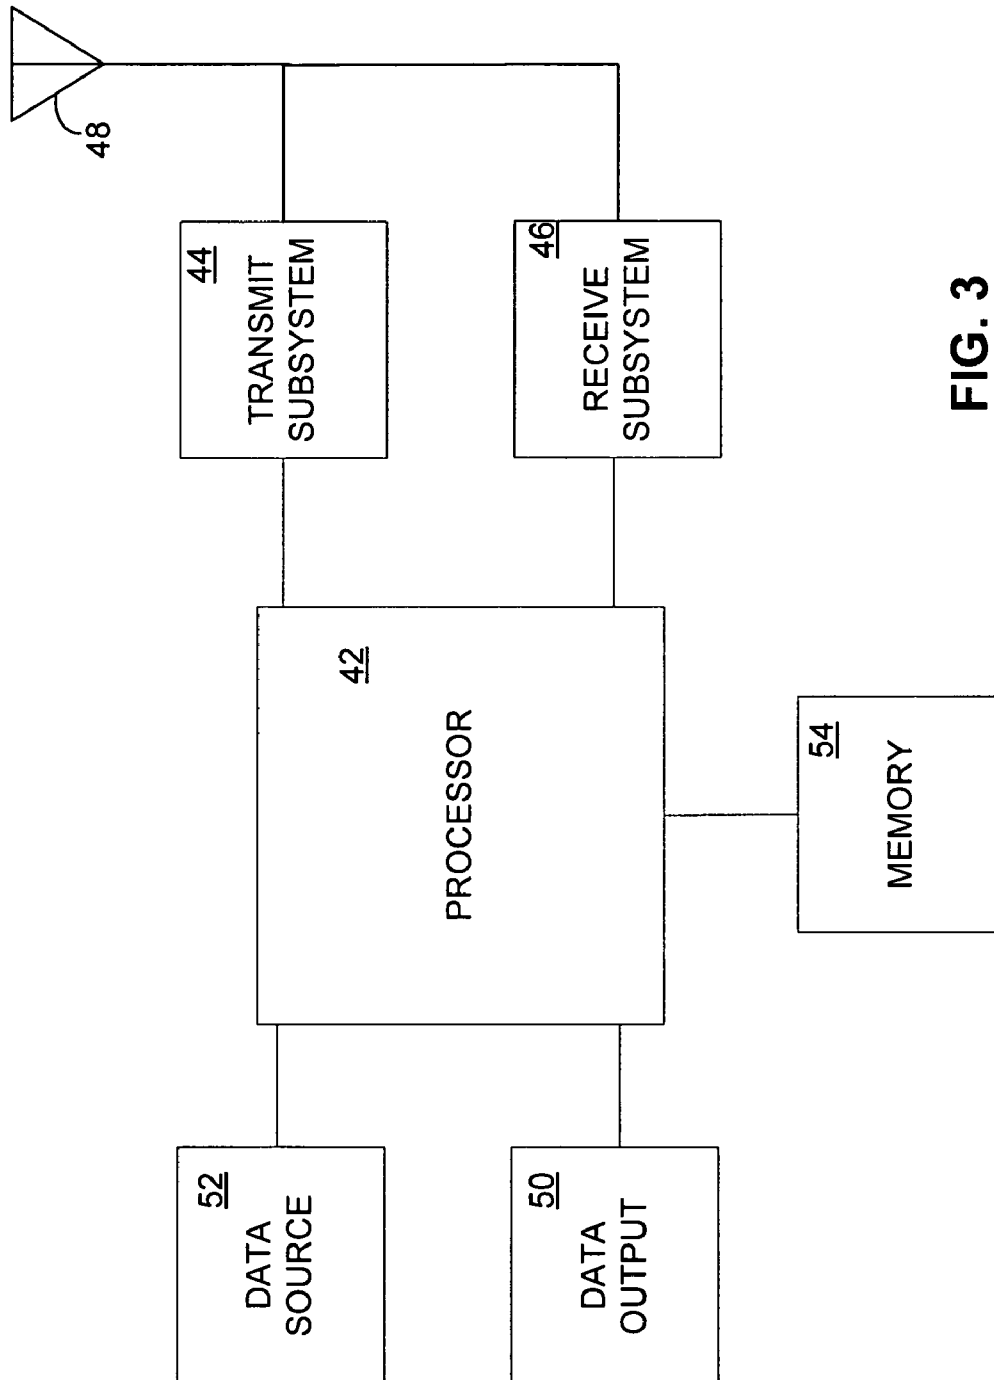 48
52
DATA
SOURCE
42
PROCESSOR
44
TRANSMIT
SUBSYSTEM
50
DATA
OUTPUT
46
RECEIVE
SUBSYSTEM
54
MEMORY
FIG. 3